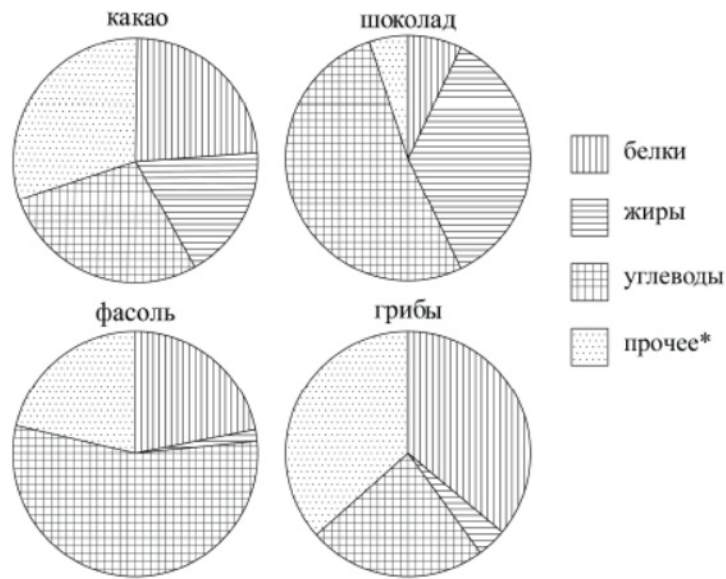 какао
шоколад
белки
жиры
углеводы
прочее*
фасоль
грибы